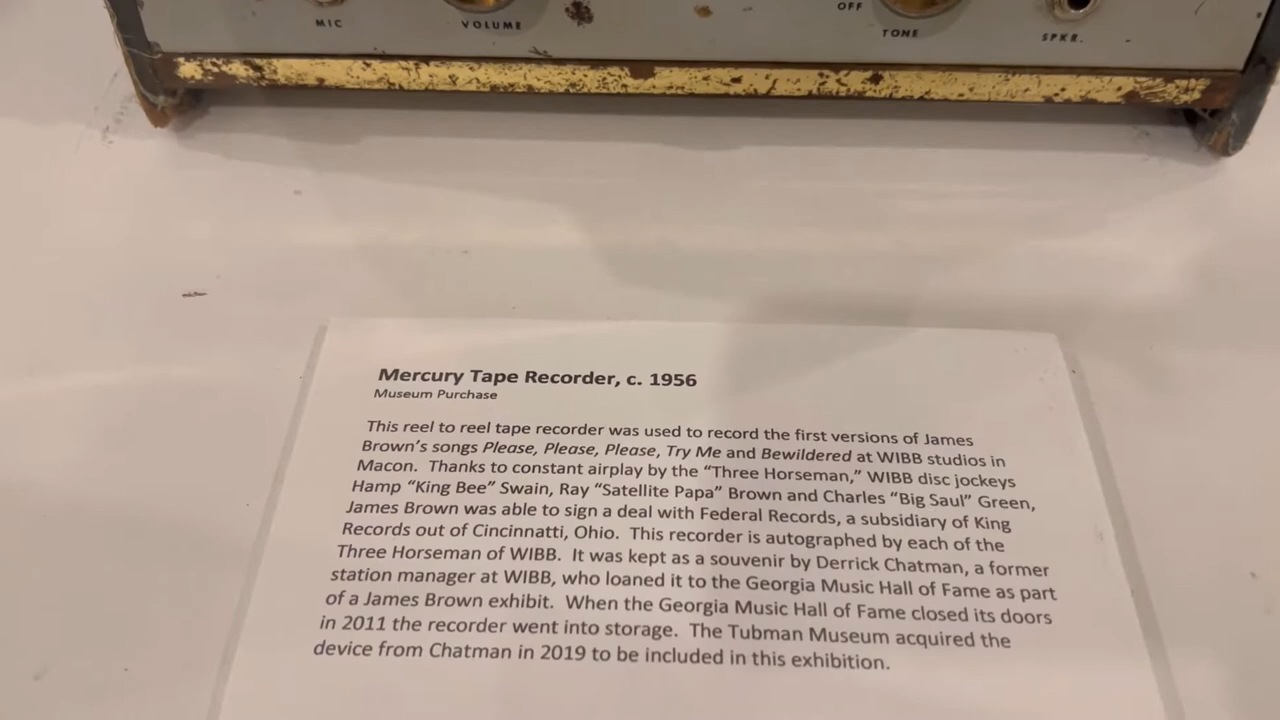 MIC VOLUME OFF TONE SPKR.
Mercury Tape Recorder, c. 1956
Museum Purchase
This reel to reel tape recorder was used to record the first versions of James
Brown’s songs Please, Please, Please, Try Me and Bewildered at WIBB studios in
Macon. Thanks to constant airplay by the “Three Horseman,” WIBB disc jockeys
Hamp “King Bee” Swain, Ray “Satellite Papa” Brown and Charles “Big Saul” Green,
James Brown was able to sign a deal with Federal Records, a subsidiary of King
Records out of Cincinnatti, Ohio. This recorder is autographed by each of the
Three Horseman of WIBB. It was kept as a souvenir by Derrick Chatman, a former
station manager at WIBB, who loaned it to the Georgia Music Hall of Fame as part
of a James Brown exhibit. When the Georgia Music Hall of Fame closed its doors
in 2011 the recorder went into storage. The Tubman Museum acquired the
device from Chatman in 2019 to be included in this exhibition.